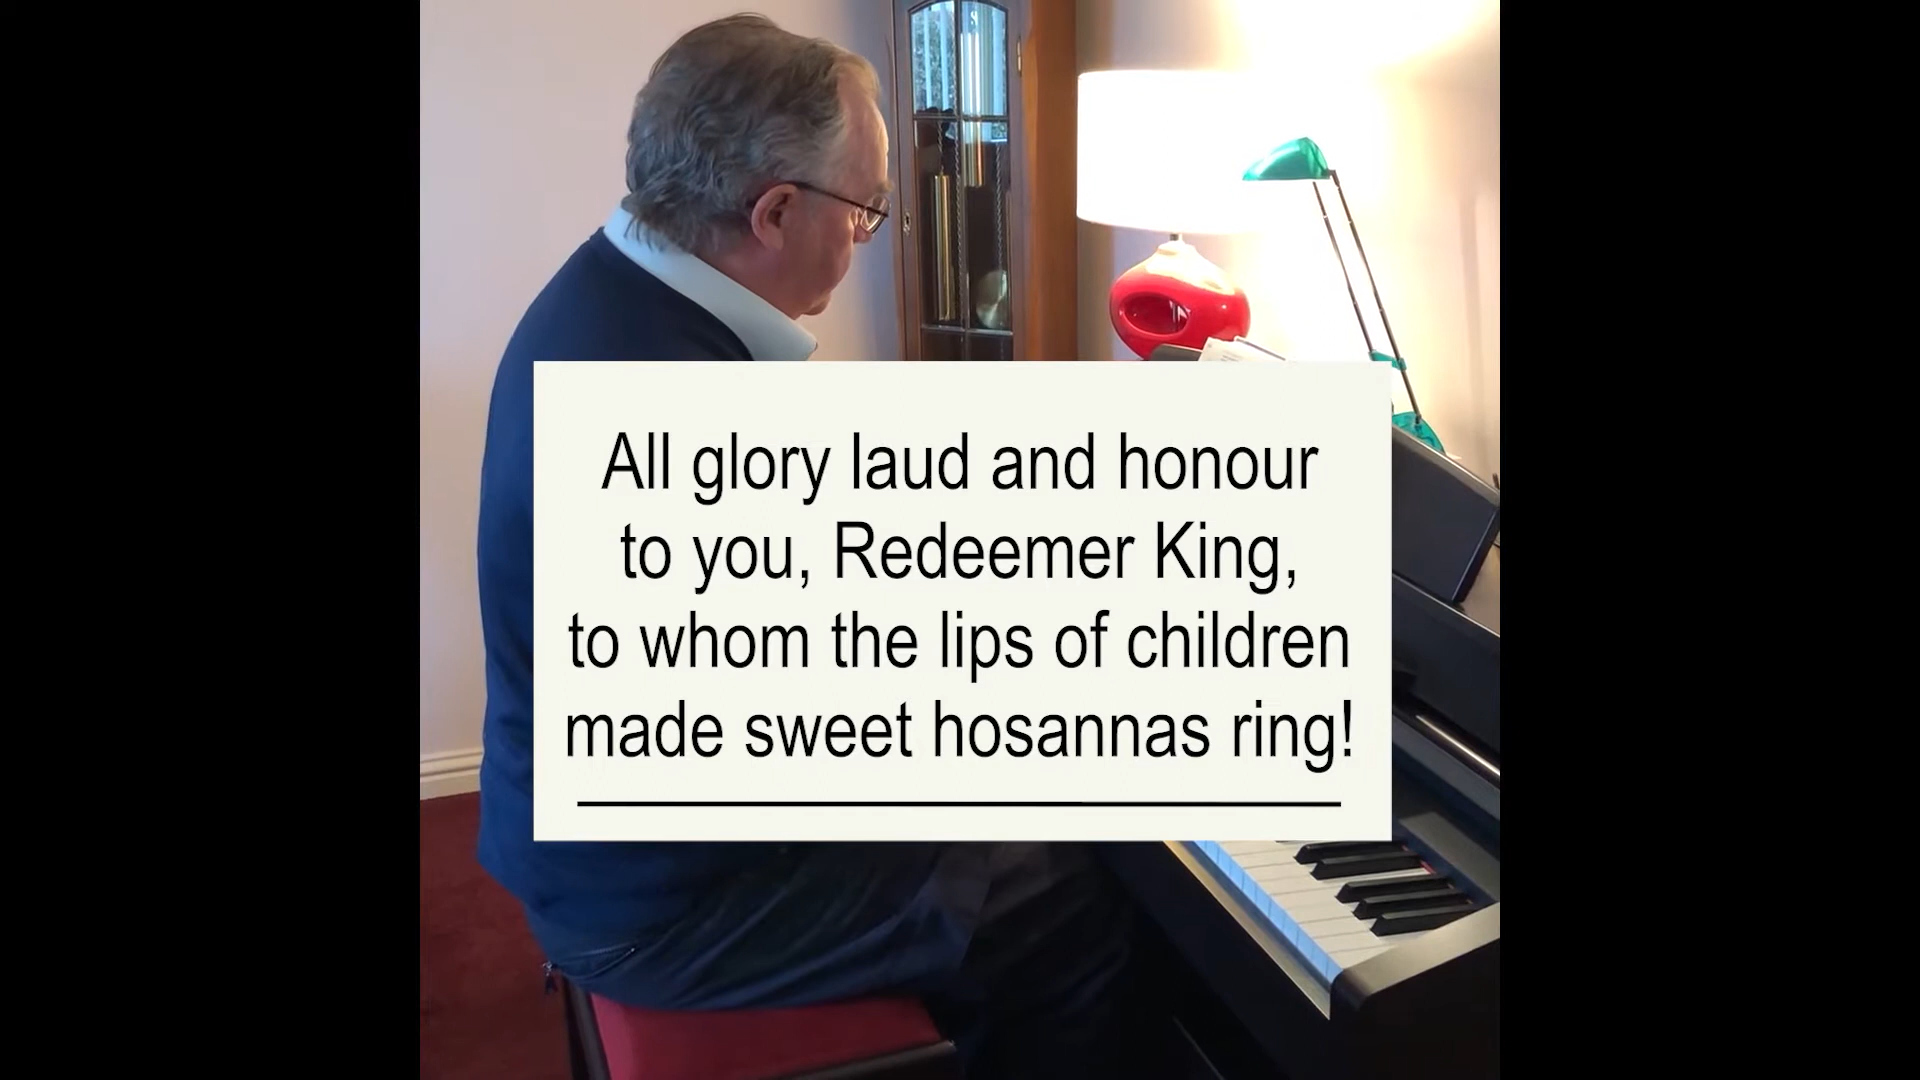 All glory laud and honour
to you, Redeemer King,
to whom the lips of children
made sweet hosannas ring!